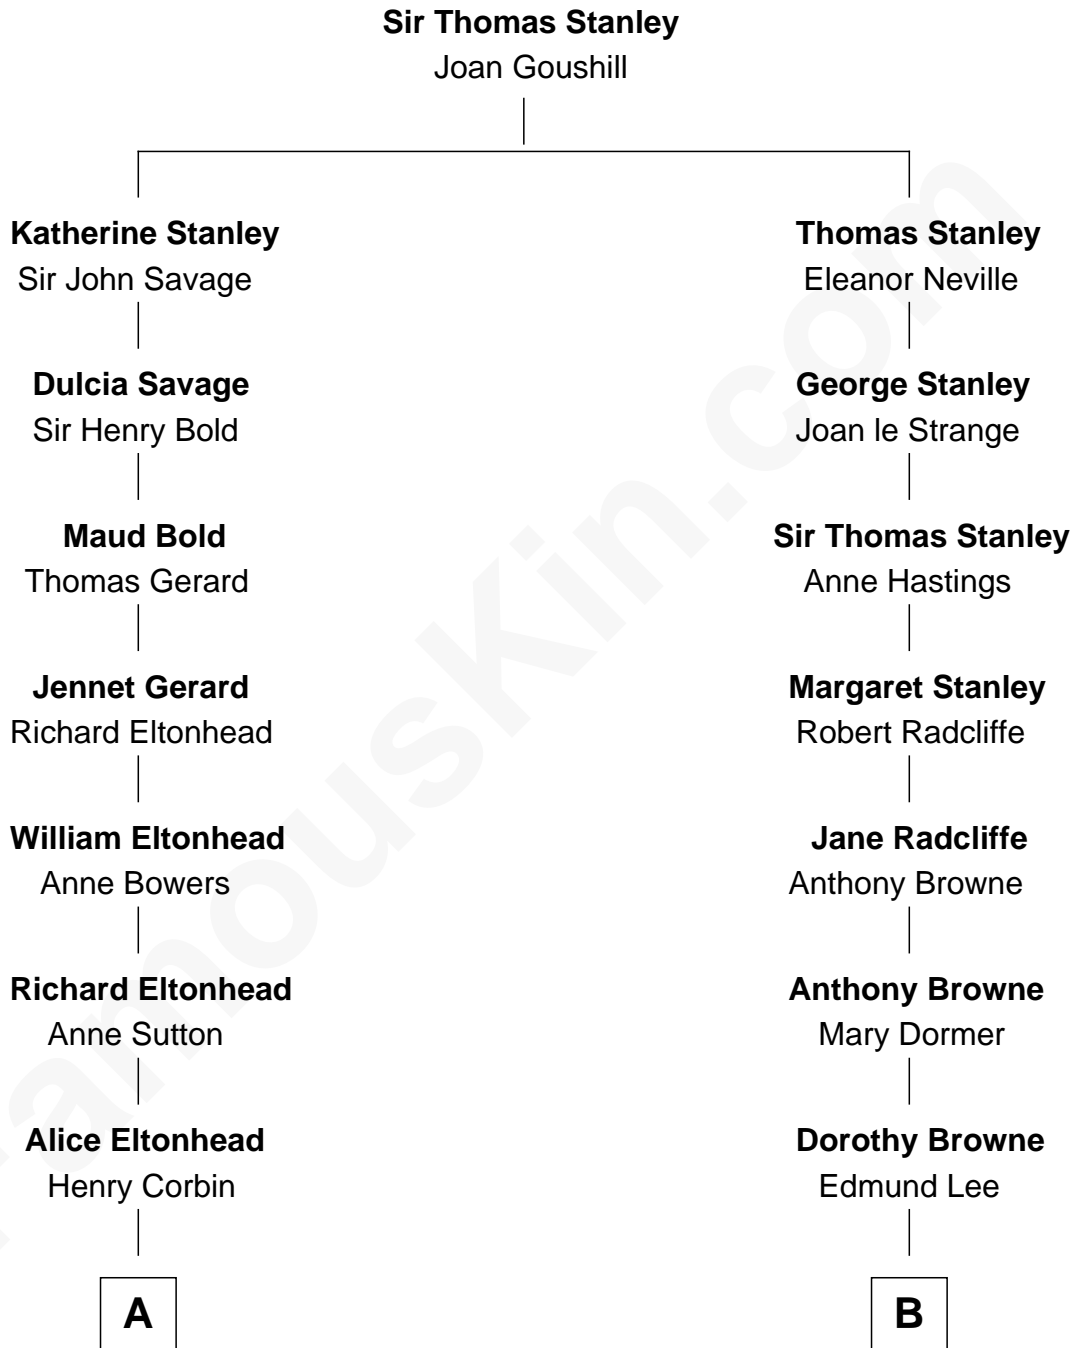 Sir Thomas Stanley
Joan Goushill
Katherine Stanley
Sir John Savage
Thomas Stanley
Eleanor Neville
Dulcia Savage
Sir Henry Bold
George Stanley
Joan le Strange
Maud Bold
Thomas Gerard
Sir Thomas Stanley
Anne Hastings
Jennet Gerard
Richard Eltonhead
Margaret Stanley
Robert Radcliffe
William Eltonhead
Anne Bowers
Jane Radcliffe
Anthony Browne
Richard Eltonhead
Anne Sutton
Anthony Browne
Mary Dormer
Alice Eltonhead
Henry Corbin
Dorothy Browne
Edmund Lee
A
B
FamousKin.com